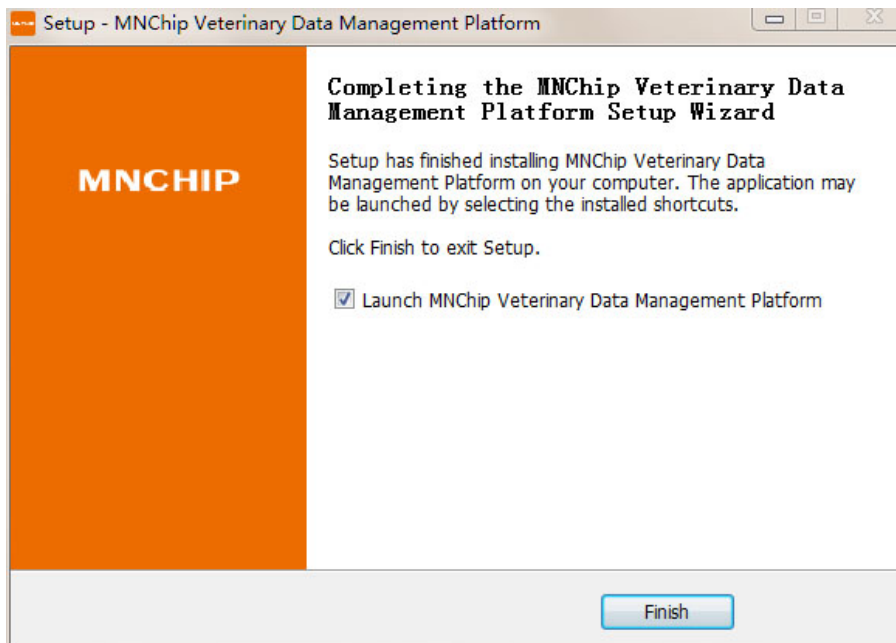 Setup - MNChip Veterinary Data Management Platform
MNCHIP
Completing the MNChip Veterinary Data
Management Platform Setup Wizard
Setup has finished installing MNChip Veterinary Data
Management Platform on your computer. The application may
be launched by selecting the installed shortcuts.
Click Finish to exit Setup.
Launch MNChip Veterinary Data Management Platform
Finish